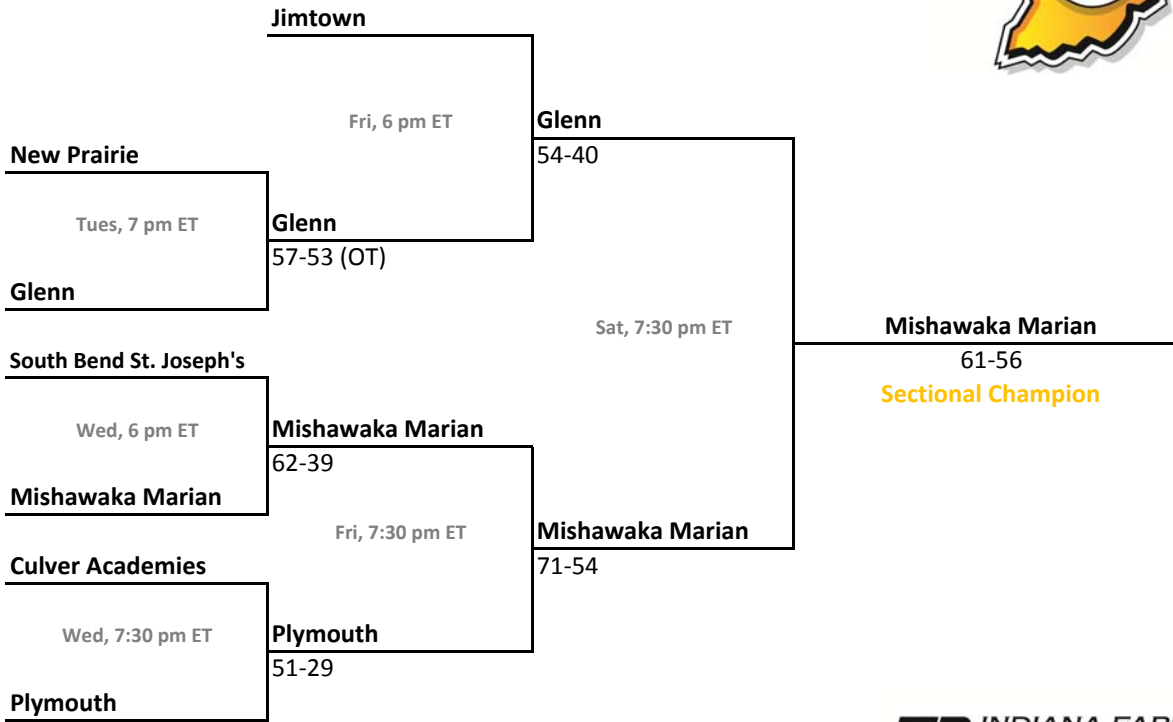 Jimtown
Fri, 6 pm ET
Glenn
54-40
New Prairie
Tues, 7 pm ET
Glenn
57-53 (OT)
Glenn
Sat, 7:30 pm ET
Mishawaka Marian
61-56
Sectional Champion
South Bend St. Joseph's
Wed, 6 pm ET
Mishawaka Marian
62-39
Mishawaka Marian
Fri, 7:30 pm ET
Mishawaka Marian
71-54
Culver Academies
Wed, 7:30 pm ET
Plymouth
51-29
Plymouth
INDIANA